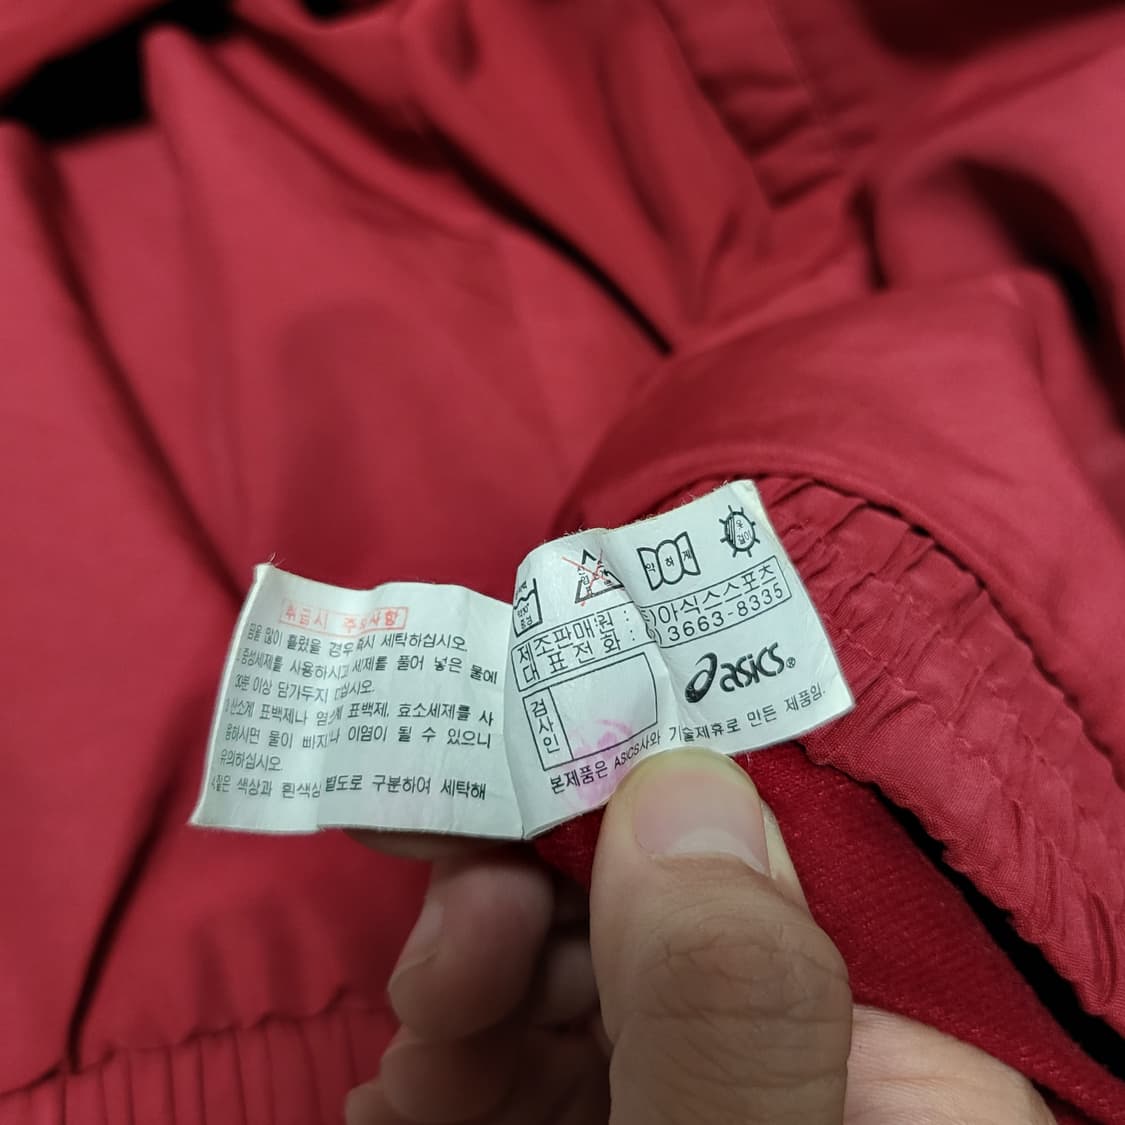 취급시 주의사항
땀을 많이 흘렸을 경우 즉시 세탁하십시오.
중성세제를 사용하시고 세제를 풀어 넣은 물에
30분 이상 담가두지 마십시오.
산소계 표백제나 염소계 표백제, 효소세제를 사
용하시면 물이 빠지거나 이염이 될 수 있으니
유의하십시오.
짙은 색상과 흰색상 별도로 구분하여 세탁해
약 하 게
옷 걸이
제조판매원 : (주)아식스스포츠
대표전화 : 3663-8335
검사인
asics®
본제품은 ASICS사와 기술제휴로 만든 제품임.